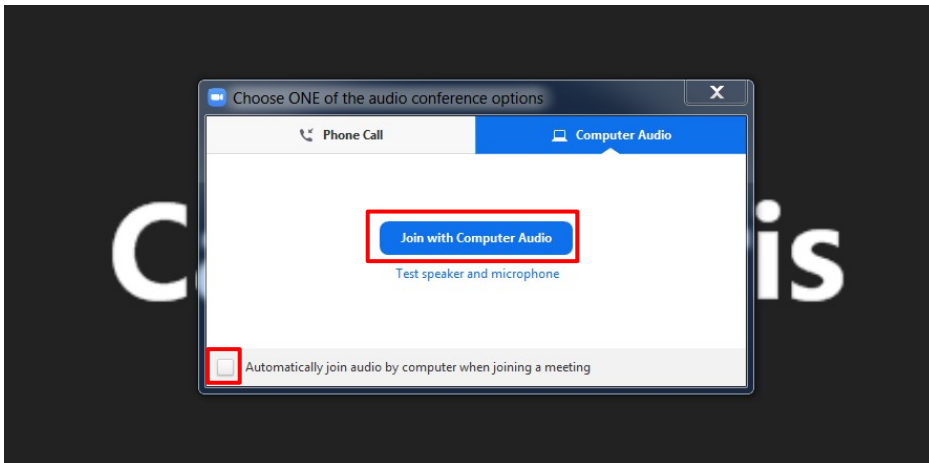 Choose ONE of the audio conference options
X
Phone Call
Computer Audio
Join with Computer Audio
Test speaker and microphone
Automatically join audio by computer when joining a meeting